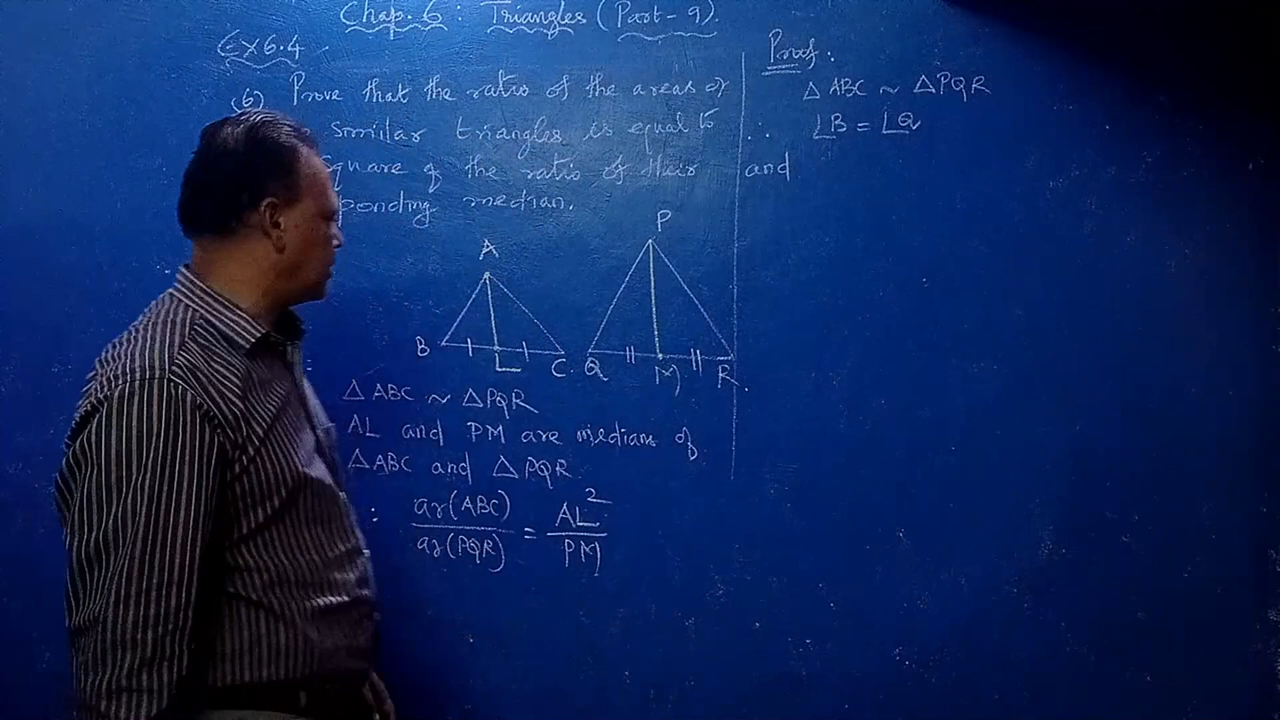 Chap. 6 : Triangles (Part-9).
Ex 6.4
(6) Prove that the ratio of the areas of
similar triangles is equal to
square of the ratio of their
ponding median.
A
B
L
C
P
Q
M
R
△ABC ~ △PQR
AL and PM are medians of
△ABC and △PQR
: ar(ABC)/ar(PQR) = AL²/PM
Proof:
△ABC ~ △PQR
∴ ∠B = ∠Q
and